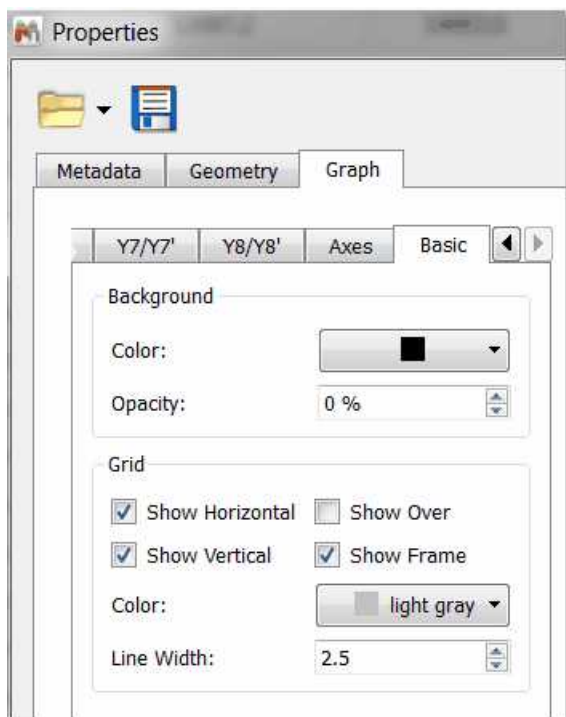 Properties
Metadata Geometry Graph
Y7/Y7' Y8/Y8' Axes Basic
Background
Color:
Opacity: 0 %
Grid
Show Horizontal Show Over
Show Vertical Show Frame
Color: light gray
Line Width: 2.5